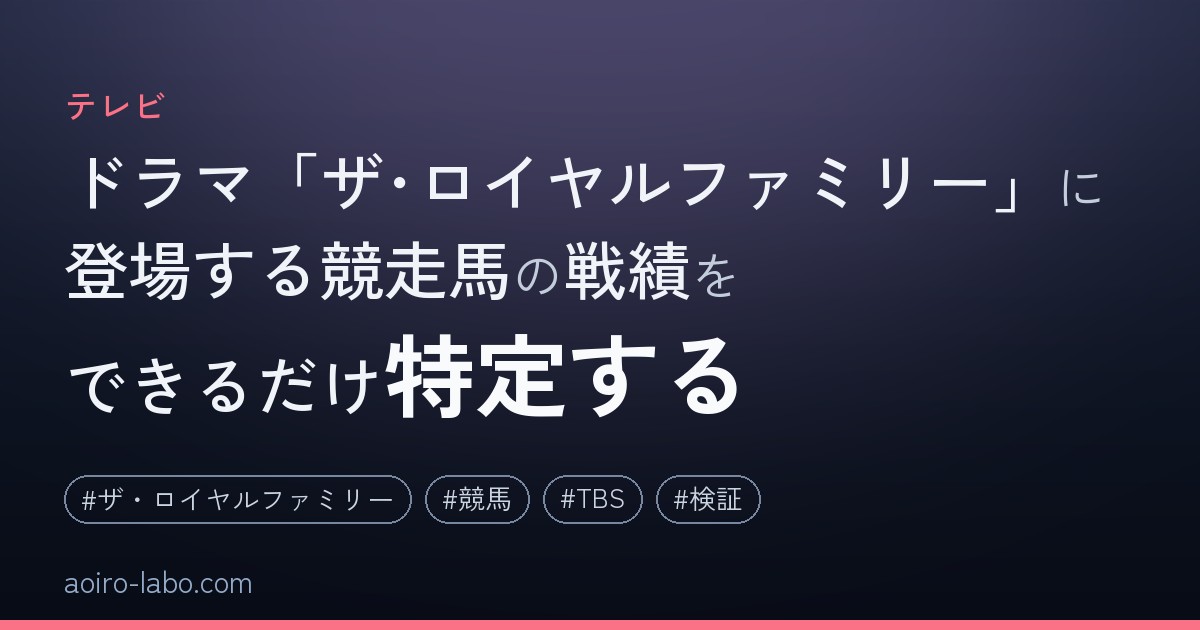 テレビ
ドラマ「ザ・ロイヤルファミリー」に
登場する競走馬の戦績を
できるだけ特定する
#ザ・ロイヤルファミリー #競馬 #TBS #検証
aoiro-labo.com